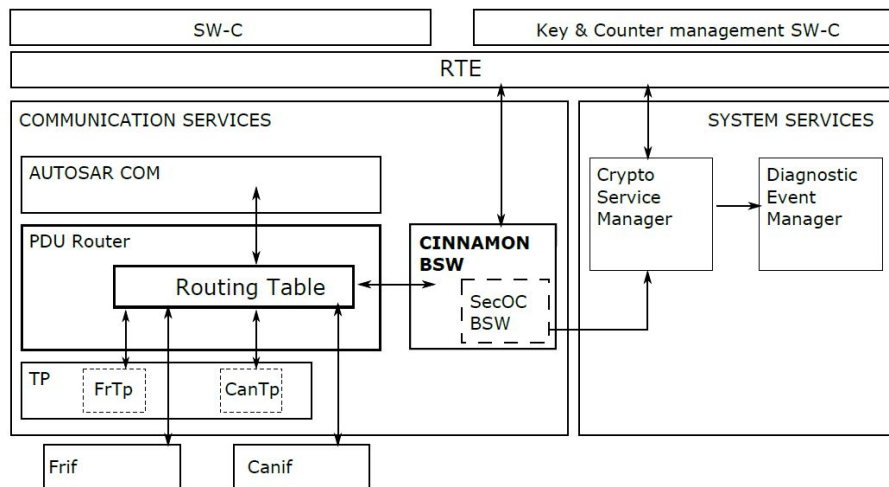 SW-C
Key & Counter management SW-C
RTE
COMMUNICATION SERVICES
SYSTEM SERVICES
AUTOSAR COM
Crypto
Service
Manager
Diagnostic
Event
Manager
PDU Router
CINNAMON
BSW
Routing Table
SecOC
BSW
TP
FrTp
CanTp
Frif
Canif